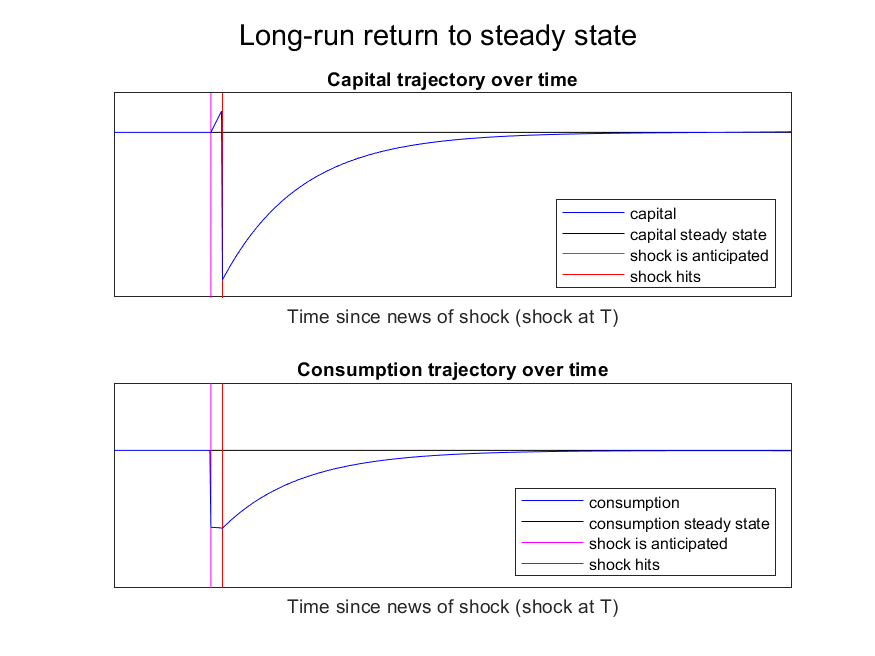 Long-run return to steady state
Capital trajectory over time
capital
capital steady state
shock is anticipated
shock hits
Time since news of shock (shock at T)
Consumption trajectory over time
consumption
consumption steady state
shock is anticipated
shock hits
Time since news of shock (shock at T)